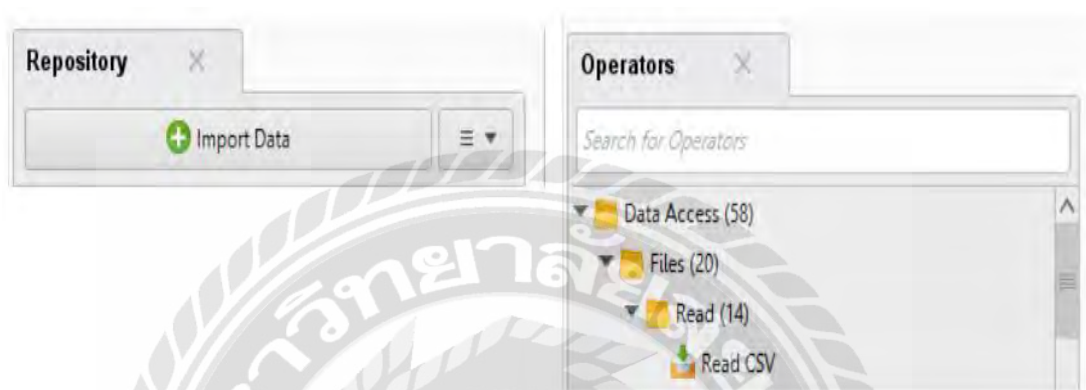 Repository
Import Data
Operators
Search for Operators
Data Access (58)
Files (20)
Read (14)
Read CSV